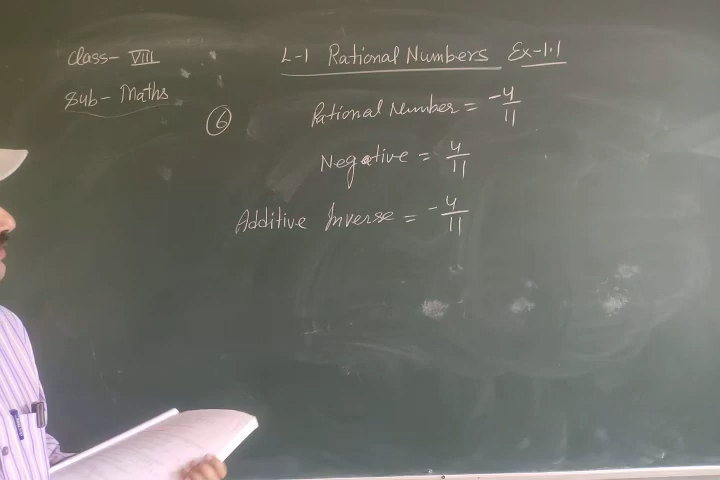 Class- VIII
L-1 Rational Numbers Ex-1.1
Sub- Maths
6
Rational Number = -4/11
Negative = 4/11
Additive Inverse = -4/11